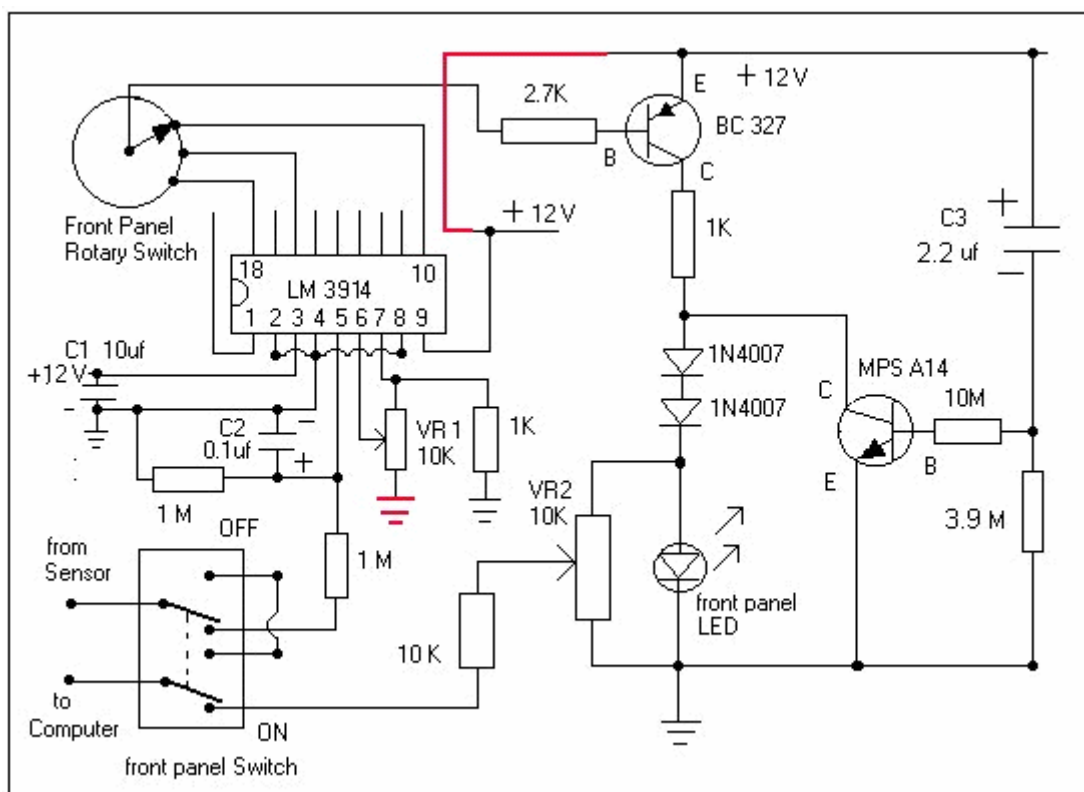 + 12 V
E
2.7K
BC 327
B
C
Front Panel
Rotary Switch
+ 12 V
1K
C3
+
2.2 uf
−
18
10
LM 3914
1 2 3 4 5 6 7 8 9
C1 10uf
+12 V
-
1N4007
1N4007
MPS A14
C
10M
B
E
C2
−
0.1uf
+
VR 1
10K
1K
1 M
VR2
10K
3.9 M
OFF
1 M
from
Sensor
front panel
LED
10 K
to
Computer
ON
front panel Switch